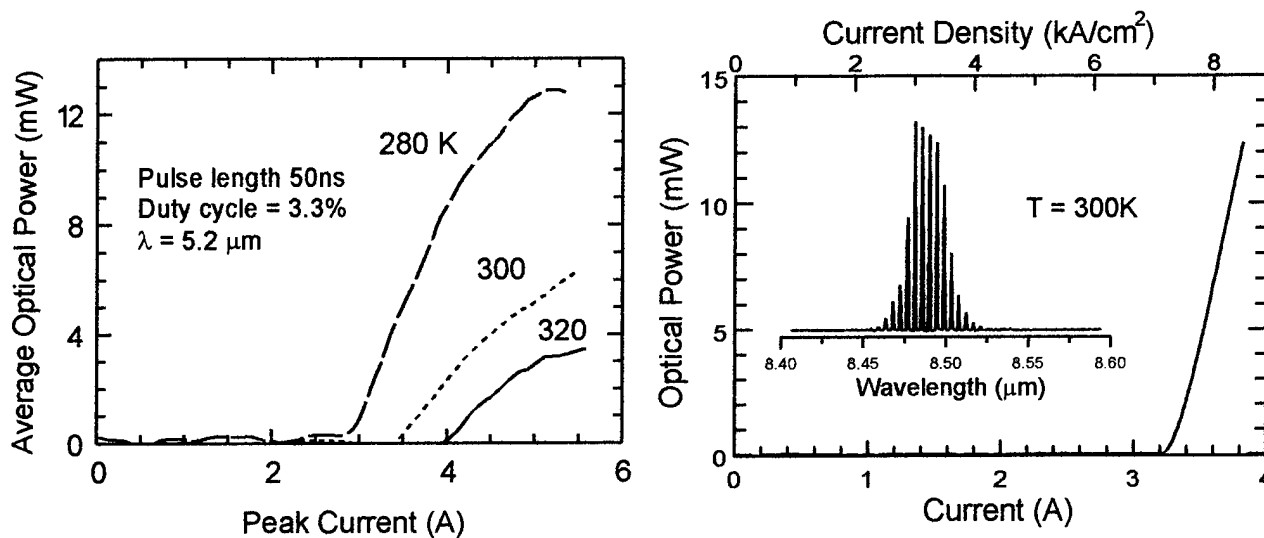 Average Optical Power (mW)
12
8
4
0
280 K
Pulse length 50ns
Duty cycle = 3.3%
λ = 5.2 μm
300
320
0 2 4 6
Peak Current (A)
Current Density (kA/cm²)
0 2 4 6 8
Optical Power (mW)
15
10
5
0
T = 300K
8.40 8.45 8.50 8.55 8.60
Wavelength (μm)
0 1 2 3 4
Current (A)